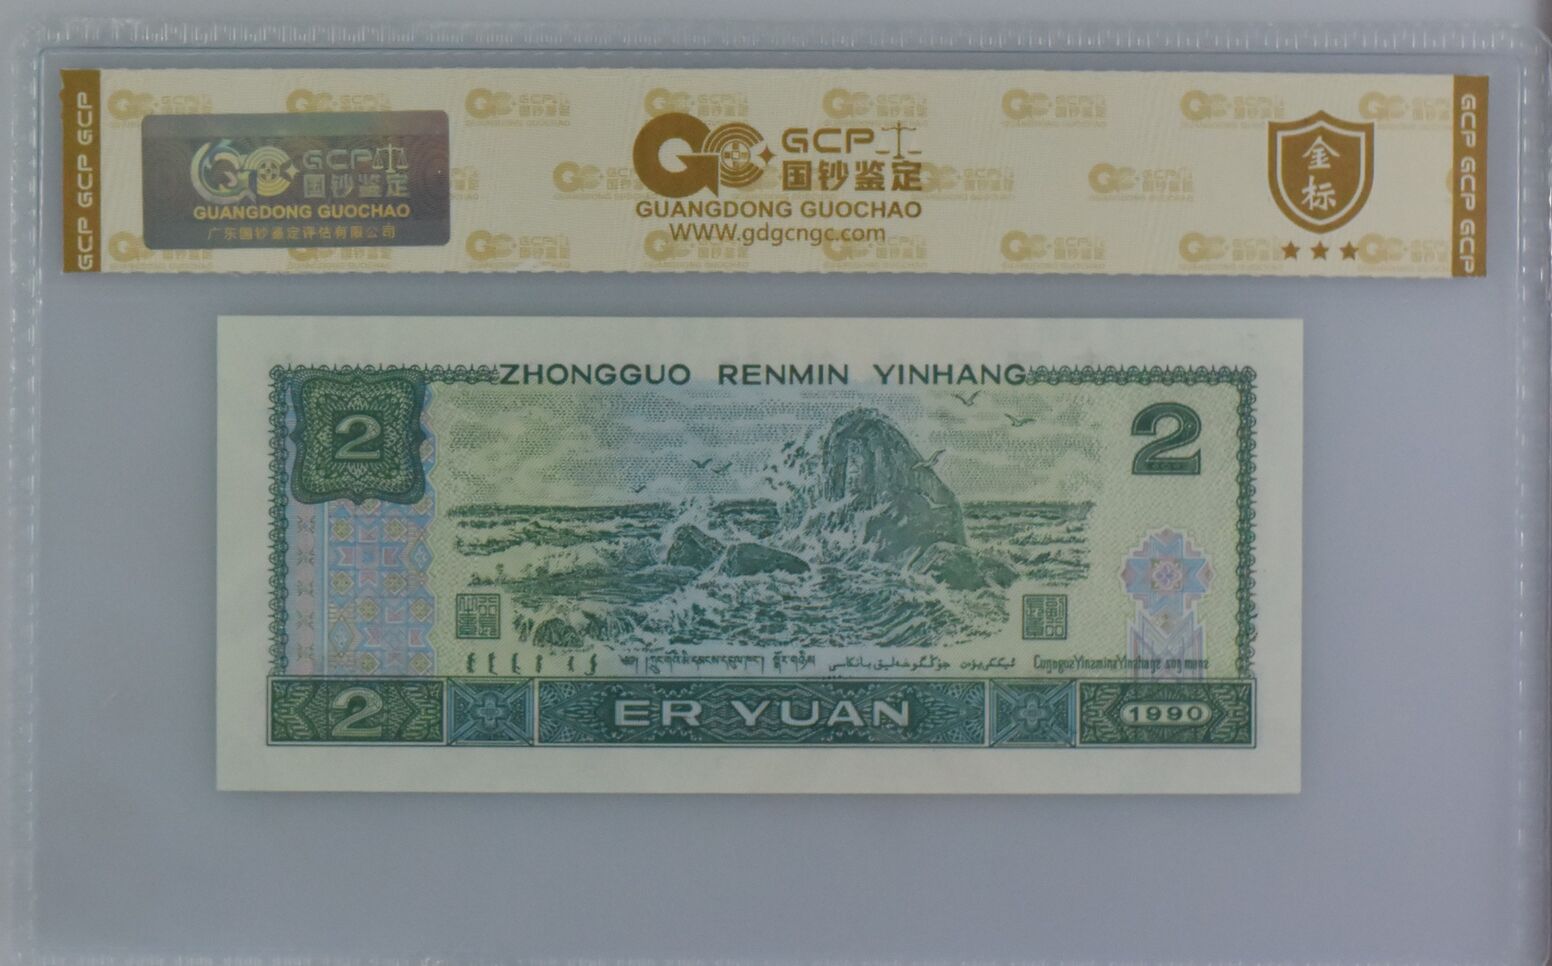 GCP GCP GCP
GCP
国钞鉴定
GUANGDONG GUOCHAO
广东国钞鉴定评估有限公司
GCP
国钞鉴定
GUANGDONG GUOCHAO
WWW.gdgcngc.com
金标
GCP GCP GCP
ZHONGGUO RENMIN YINHANG
2
2
2
ER YUAN
1990